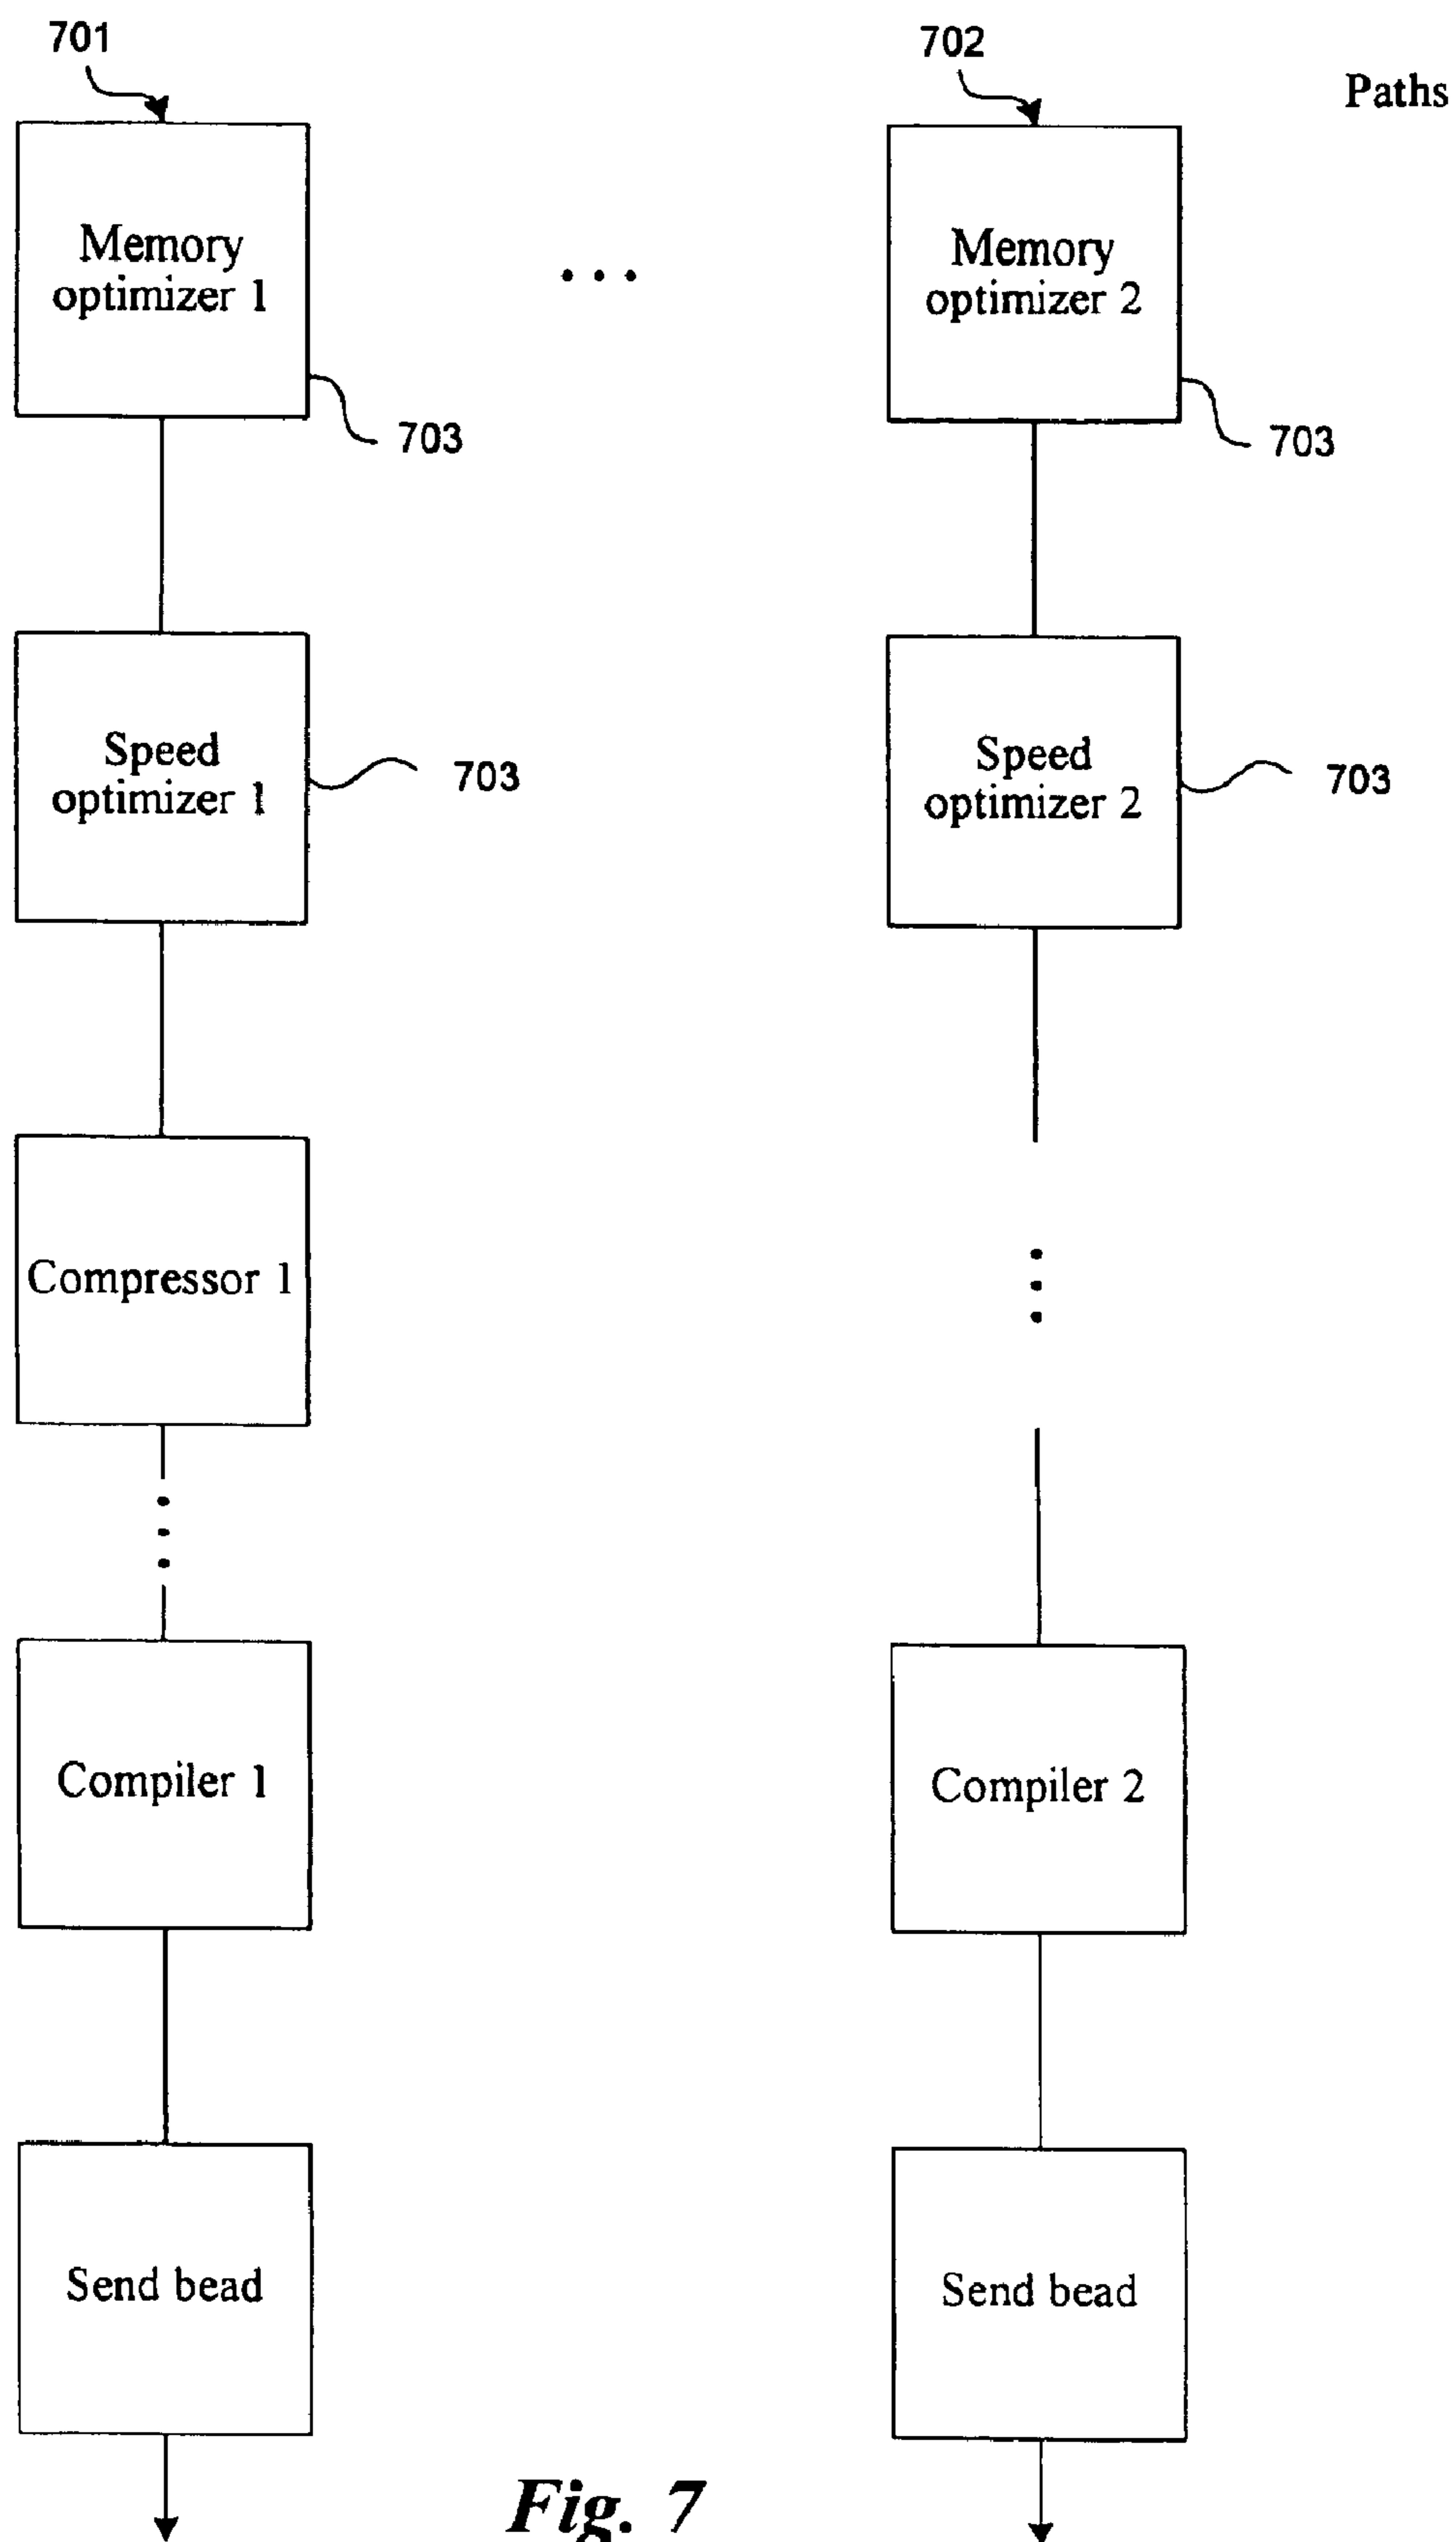 701
702
Paths
Memory
optimizer 1
...
Memory
optimizer 2
703
703
Speed
optimizer 1
703
Speed
optimizer 2
703
Compressor 1
Compiler 1
Compiler 2
Send bead
Send bead
Fig. 7